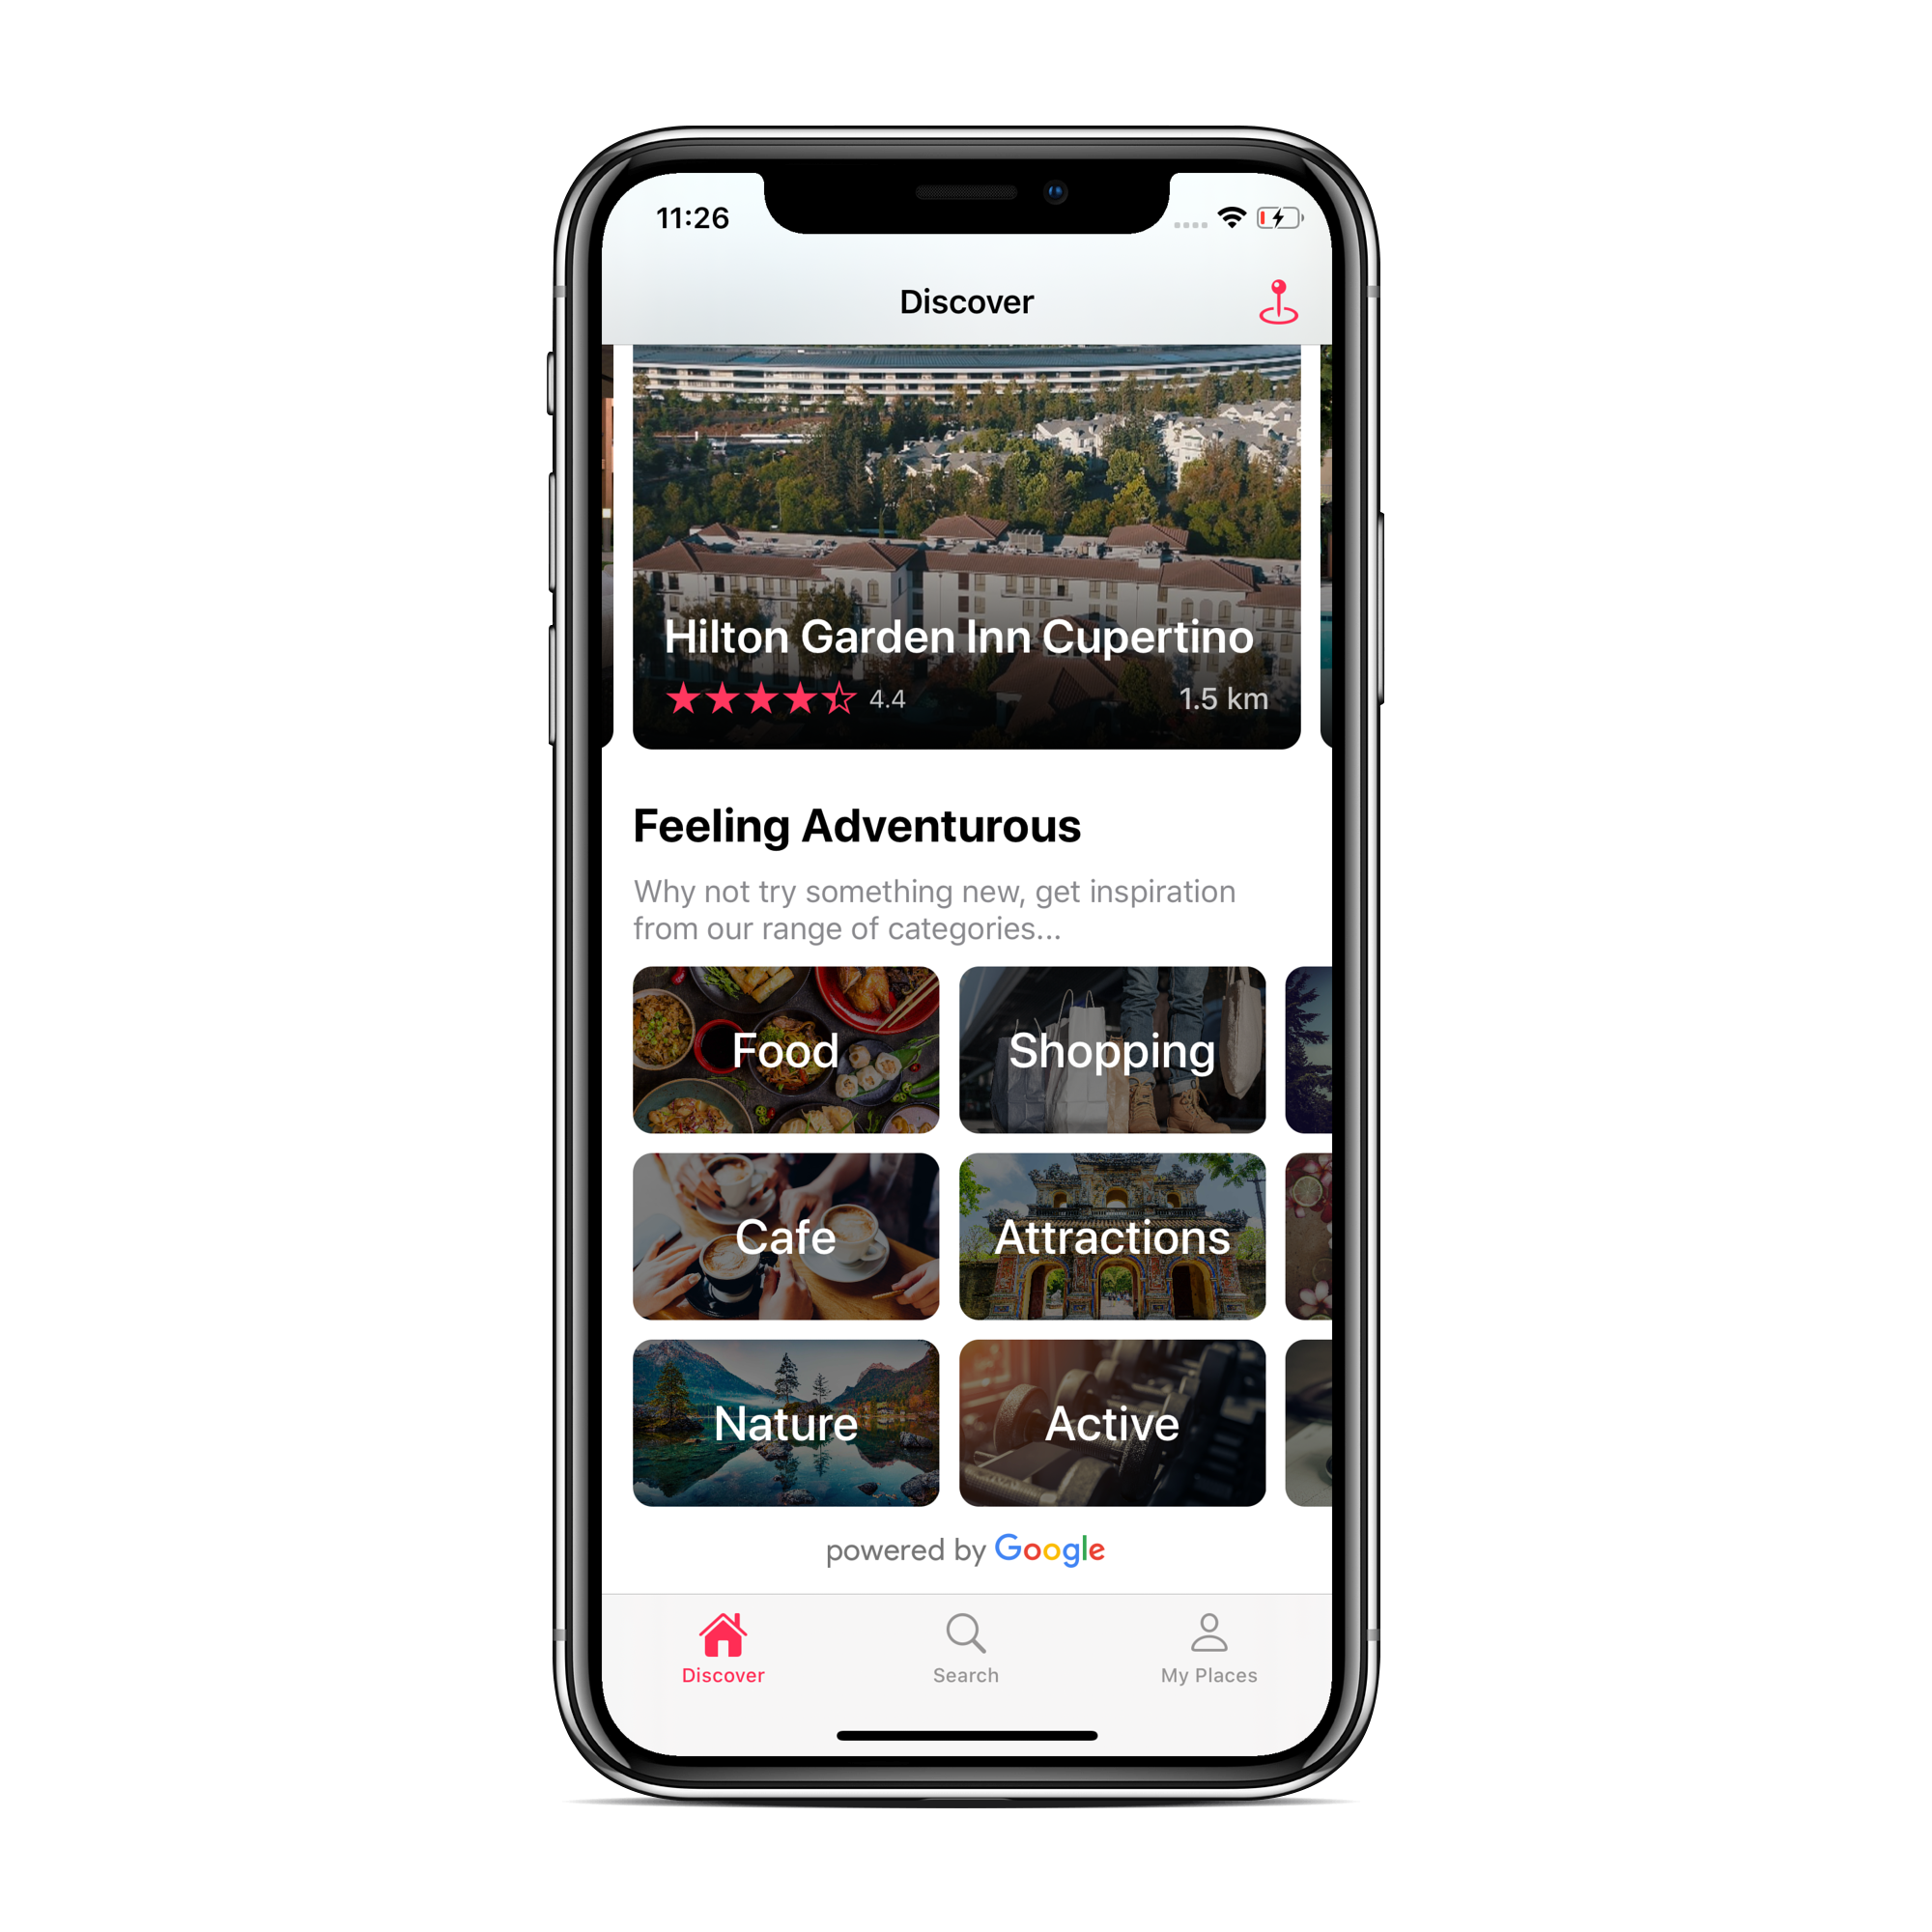 11:26
Discover
Hilton Garden Inn Cupertino
4.4
1.5 km
Feeling Adventurous
Why not try something new, get inspiration
from our range of categories...
Food
Shopping
Cafe
Attractions
Nature
Active
powered by Google
Discover
Search
My Places